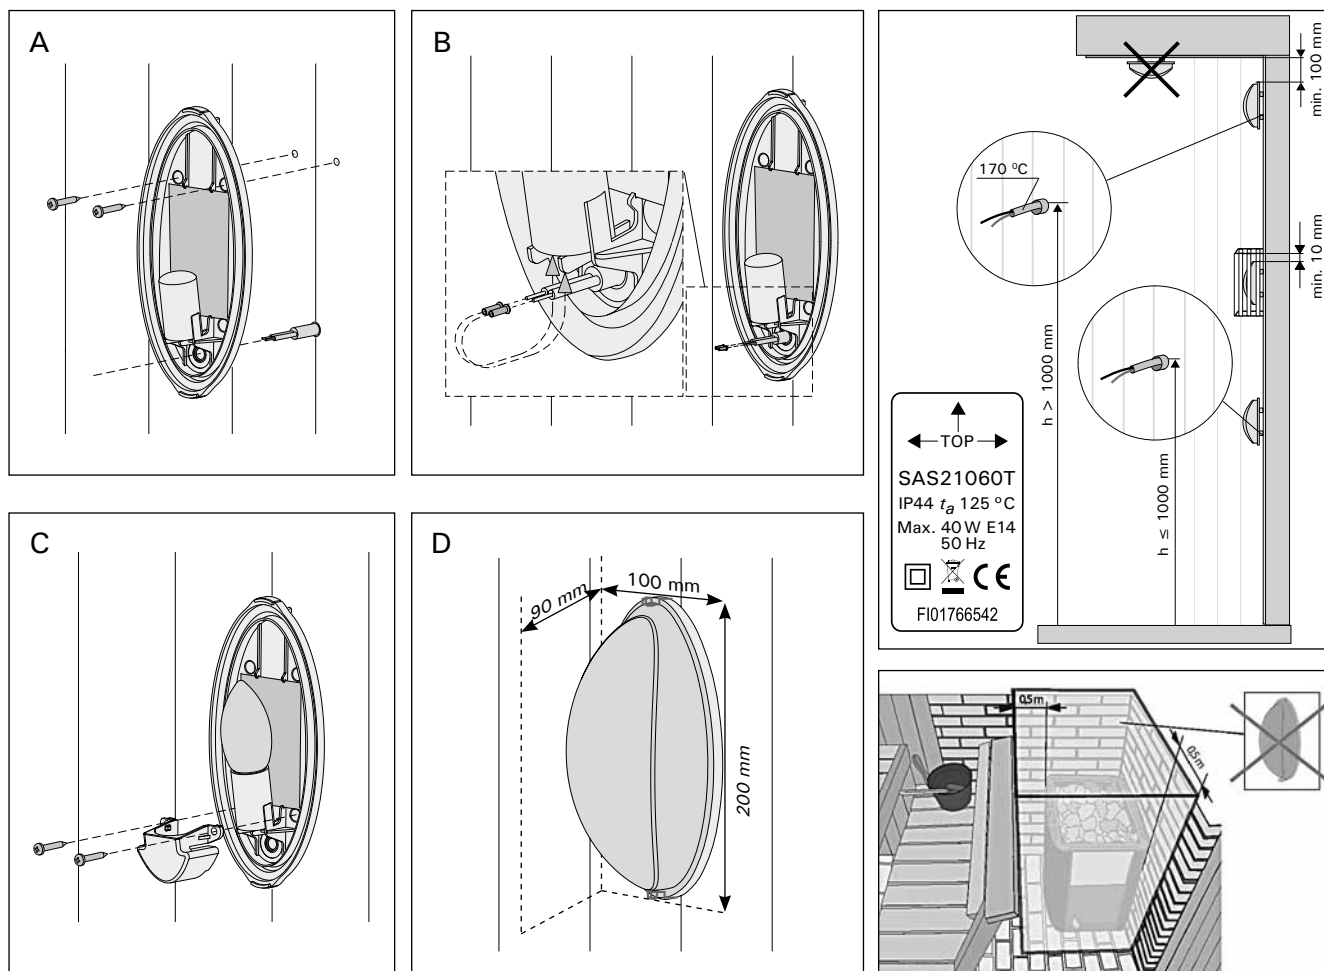 A
B
170 °C
min. 100 mm
min. 10 mm
h > 1000 mm
h ≤ 1000 mm
TOP
SAS21060T
IP44 ta 125 °C
Max. 40 W E14
50 Hz
CE
FI01766542
C
D
90 mm
100 mm
200 mm
0,5m
0,5m